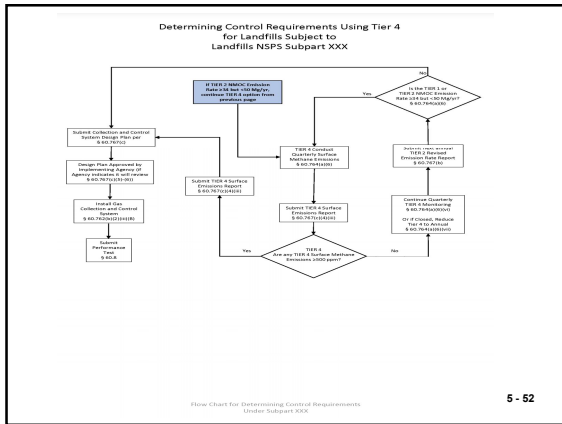 Determining Control Requirements Using Tier 4
for Landfills Subject to
Landfills NSPS Subpart XXX
No
If TIER 2 NMOC Emission
Rate ≥34 but <50 Mg/yr,
continue TIER 4 option from
previous page
Yes
Is the TIER 1 or
TIER 2 NMOC Emission
Rate ≥34 but <50 Mg/yr?
§ 60.764(a)(6)
Submit Collection and Control
System Design Plan per
§ 60.767(c)
TIER 4 Conduct
Quarterly Surface
Methane Emissions
§ 60.764(a)(6)
Submit next annual
TIER 2 Revised
Emission Rate Report
§ 60.767(b)
Design Plan Approved by
Implementing Agency (if
Agency indicates it will review
§ 60.767(c)(5)-(6))
Submit TIER 4 Surface
Emissions Report
§ 60.767(c)(4)(iii)
Install Gas
Collection and Control
System
§ 60.762(b)(2)(ii)(B)
Submit TIER 4 Surface
Emissions Report
§ 60.767(c)(4)(iii)
Continue Quarterly
TIER 4 Monitoring
§ 60.764(a)(6)(vi)
Or if Closed, Reduce
Tier 4 to Annual
§ 60.764(a)(6)(vii)
Submit
Performance
Test
§ 60.8
Yes
TIER 4
Are any TIER 4 Surface Methane
Emissions ≥500 ppm?
No
Flow Chart for Determining Control Requirements
Under Subpart XXX
5 - 52